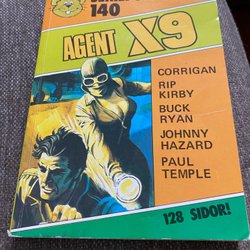 140
AGENT X9
CORRIGAN
RIP
KIRBY
BUCK
RYAN
JOHNNY
HAZARD
PAUL
TEMPLE
128 SIDOR!